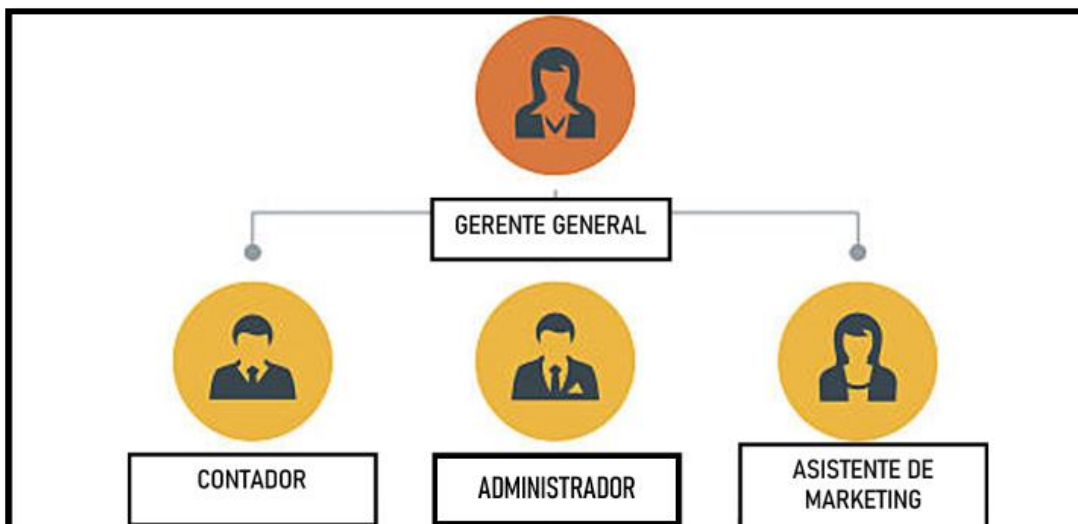 GERENTE GENERAL
CONTADOR
ADMINISTRADOR
ASISTENTE DE
MARKETING